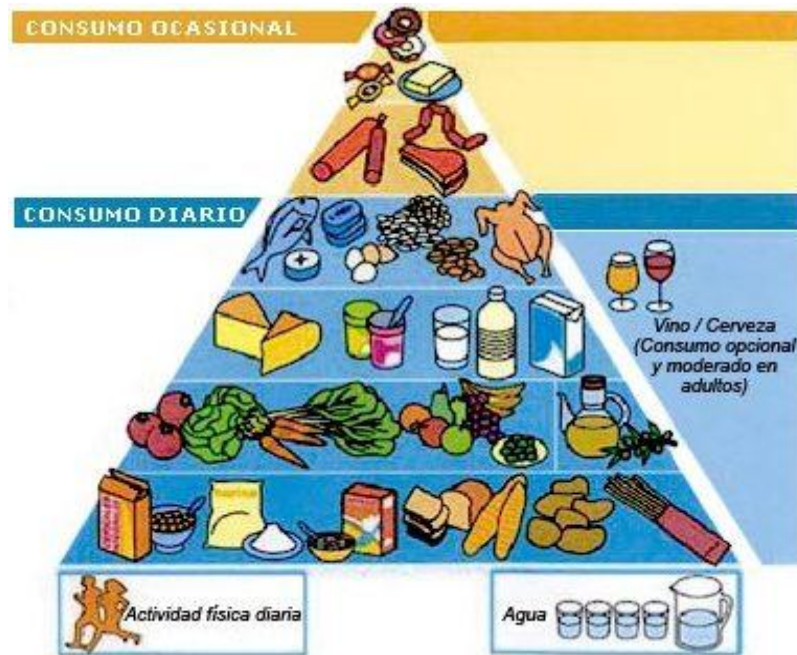 CONSUMO OCASIONAL
CONSUMO DIARIO
Vino / Cerveza
(Consumo opcional
y moderado en
adultos)
Actividad física diaria
Agua